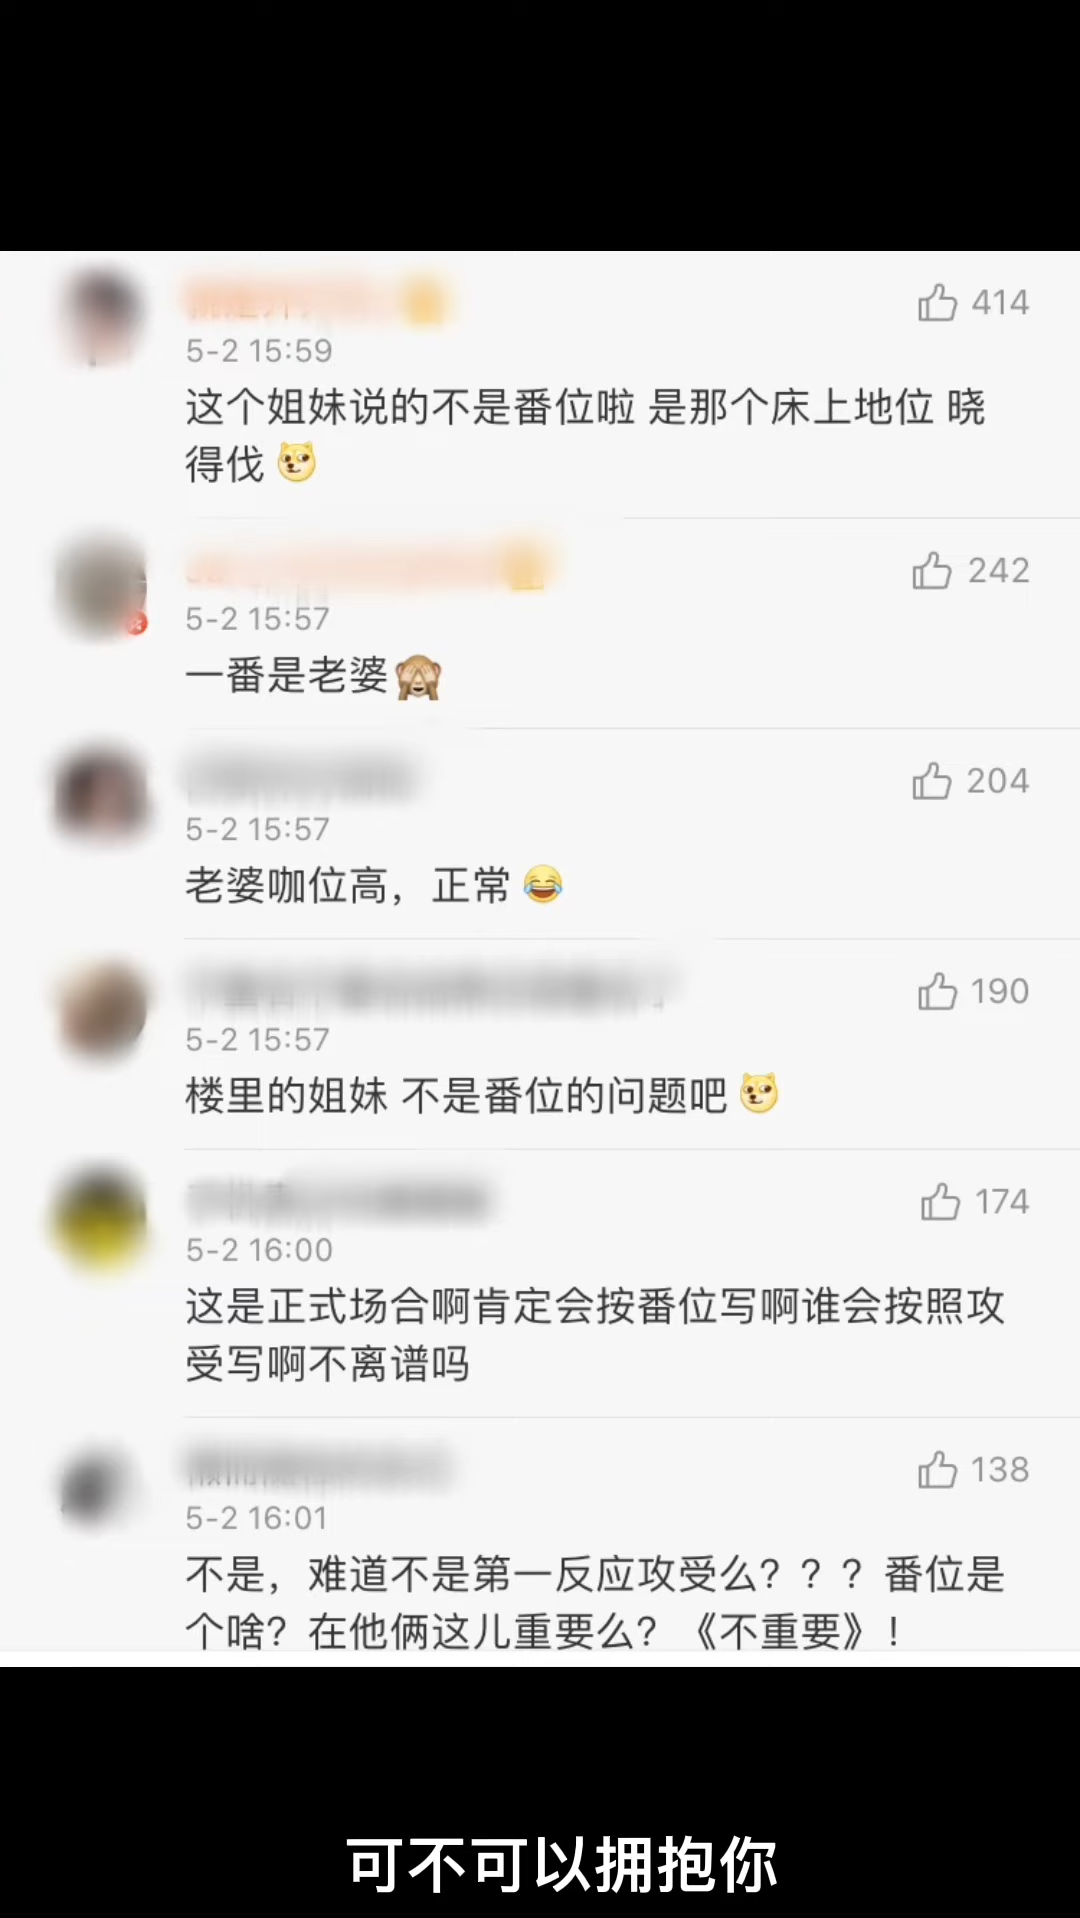 414
5-2 15:59
这个姐妹说的不是番位啦 是那个床上地位 晓
得伐
242
5-2 15:57
一番是老婆
204
5-2 15:57
老婆咖位高，正常
190
5-2 15:57
楼里的姐妹 不是番位的问题吧
174
5-2 16:00
这是正式场合啊肯定会按番位写啊谁会按照攻
受写啊不离谱吗
138
5-2 16:01
不是，难道不是第一反应攻受么？？？番位是
个啥？在他俩这儿重要么？《不重要》！
可不可以拥抱你